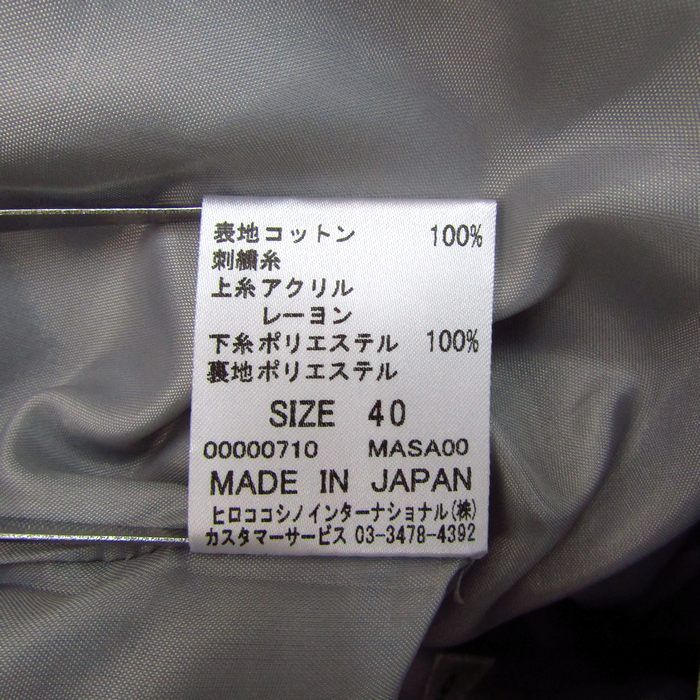 表地コットン 100%
刺繍糸
上糸アクリル
レーヨン
下糸ポリエステル 100%
裏地ポリエステル
SIZE 40
00000710 MASA00
MADE IN JAPAN
ヒロココシノインターナショナル(株)
カスタマーサービス 03-3478-4392